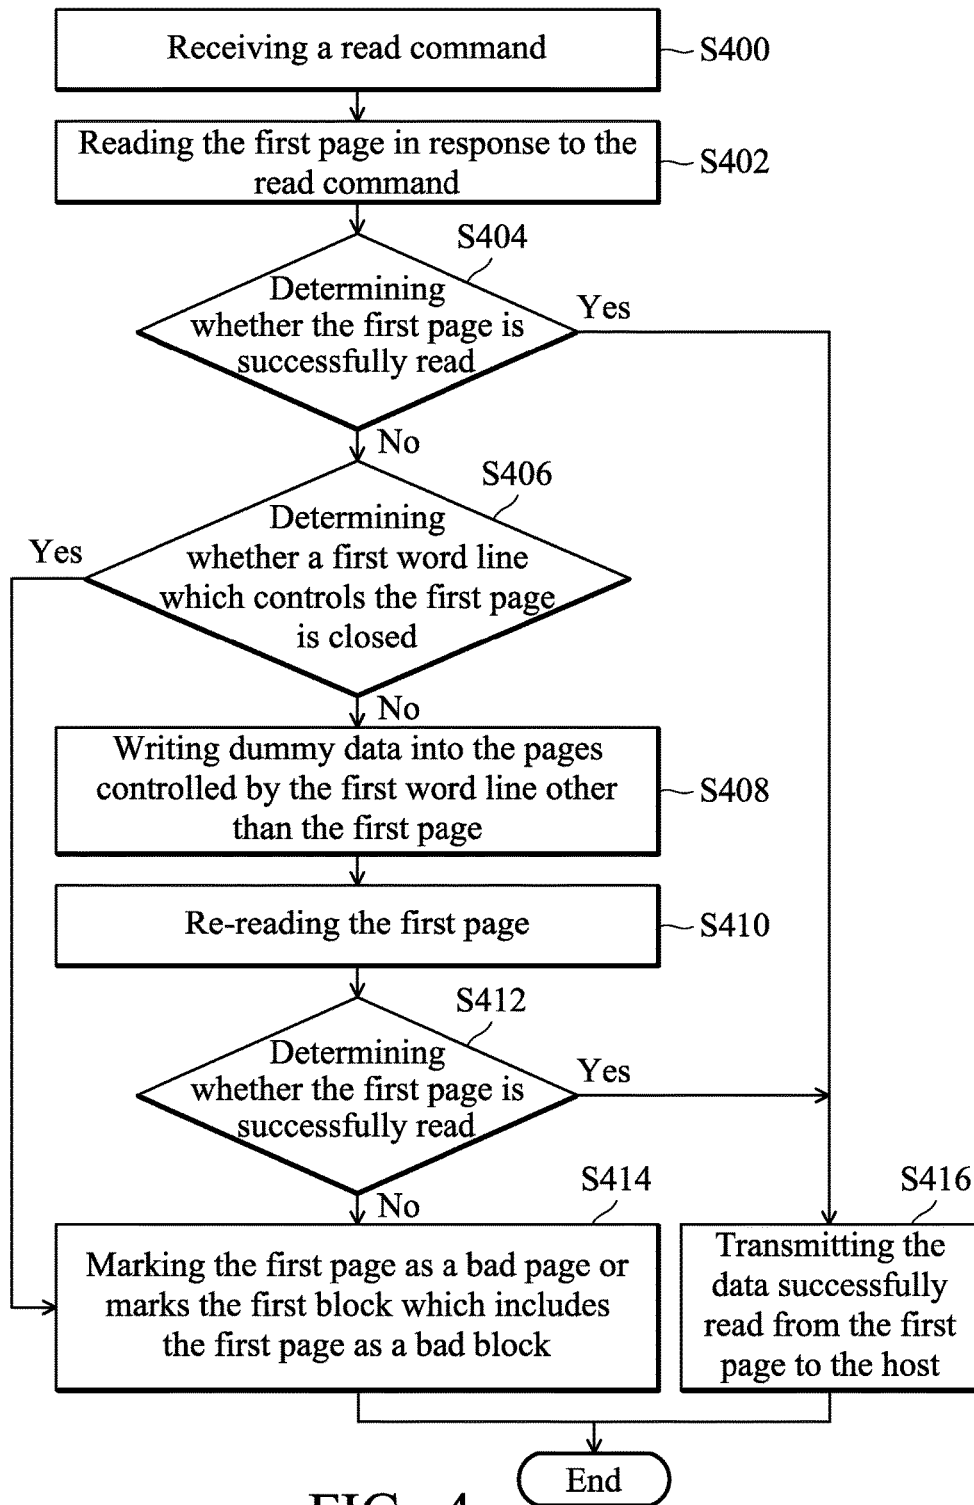 Receiving a read command
S400
Reading the first page in response to the
read command
S402
S404
Determining
whether the first page is
successfully read
Yes
No
S406
Determining
whether a first word line
which controls the first page
is closed
Yes
No
Writing dummy data into the pages
controlled by the first word line other
than the first page
S408
Re-reading the first page
S410
S412
Determining
whether the first page is
successfully read
Yes
No
S414
Marking the first page as a bad page or
marks the first block which includes
the first page as a bad block
S416
Transmitting the
data successfully
read from the first
page to the host
End
FIG. 4